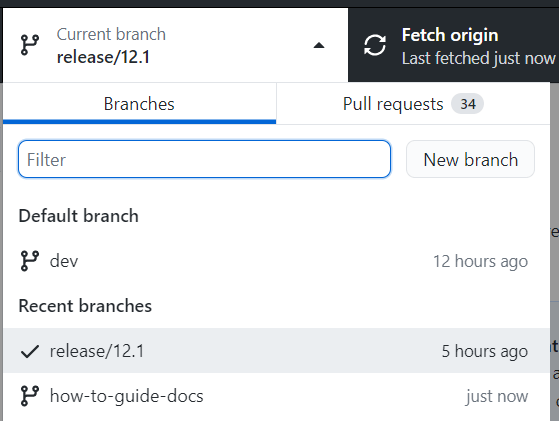 Current branch
release/12.1
Fetch origin
Last fetched just now
Branches
Pull requests 34
Filter
New branch
Default branch
dev 12 hours ago
Recent branches
release/12.1 5 hours ago
how-to-guide-docs just now